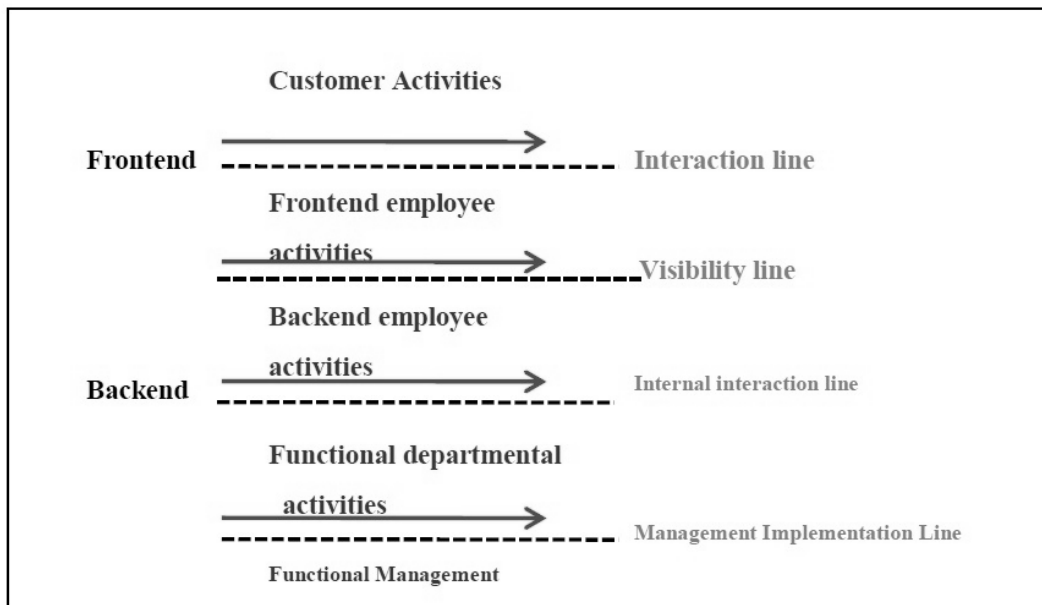 Customer Activities
Frontend
Interaction line
Frontend employee
activities
Visibility line
Backend employee
activities
Backend
Internal interaction line
Functional departmental
activities
Management Implementation Line
Functional Management